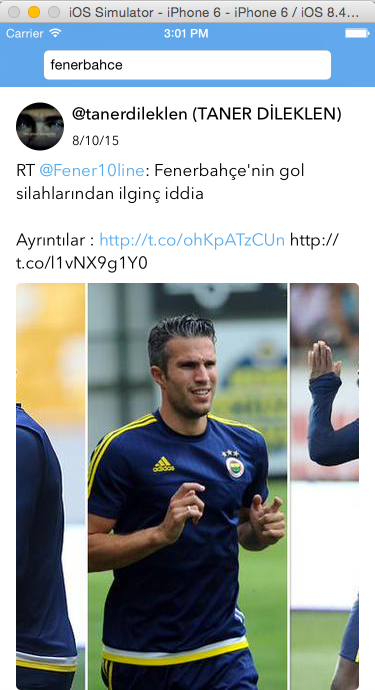 iOS Simulator - iPhone 6 - iPhone 6 / iOS 8.4...
Carrier 3:01 PM
fenerbahce
@tanerdileklen (TANER DİLEKLEN)
8/10/15
RT @Fener10line: Fenerbahçe'nin gol
silahlarından ilginç iddia
Ayrıntılar : http://t.co/ohKpATzCUn http://
t.co/l1vNX9g1Y0
adidas